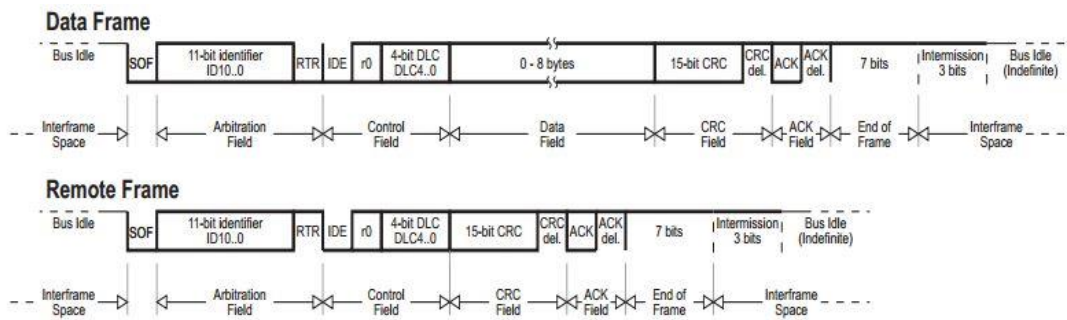 Data Frame
Bus Idle
SOF
11-bit identifier
ID10..0
RTR
IDE
r0
4-bit DLC
DLC4..0
0 - 8 bytes
15-bit CRC
CRC
del.
ACK
ACK
del.
7 bits
Intermission
3 bits
Bus Idle
(Indefinite)
Interframe
Space
Arbitration
Field
Control
Field
Data
Field
CRC
Field
ACK
Field
End of
Frame
Interframe
Space
Remote Frame
Bus Idle
SOF
11-bit identifier
ID10..0
RTR
IDE
r0
4-bit DLC
DLC4..0
15-bit CRC
CRC
del.
ACK
ACK
del.
7 bits
Intermission
3 bits
Bus Idle
(Indefinite)
Interframe
Space
Arbitration
Field
Control
Field
CRC
Field
ACK
Field
End of
Frame
Interframe
Space